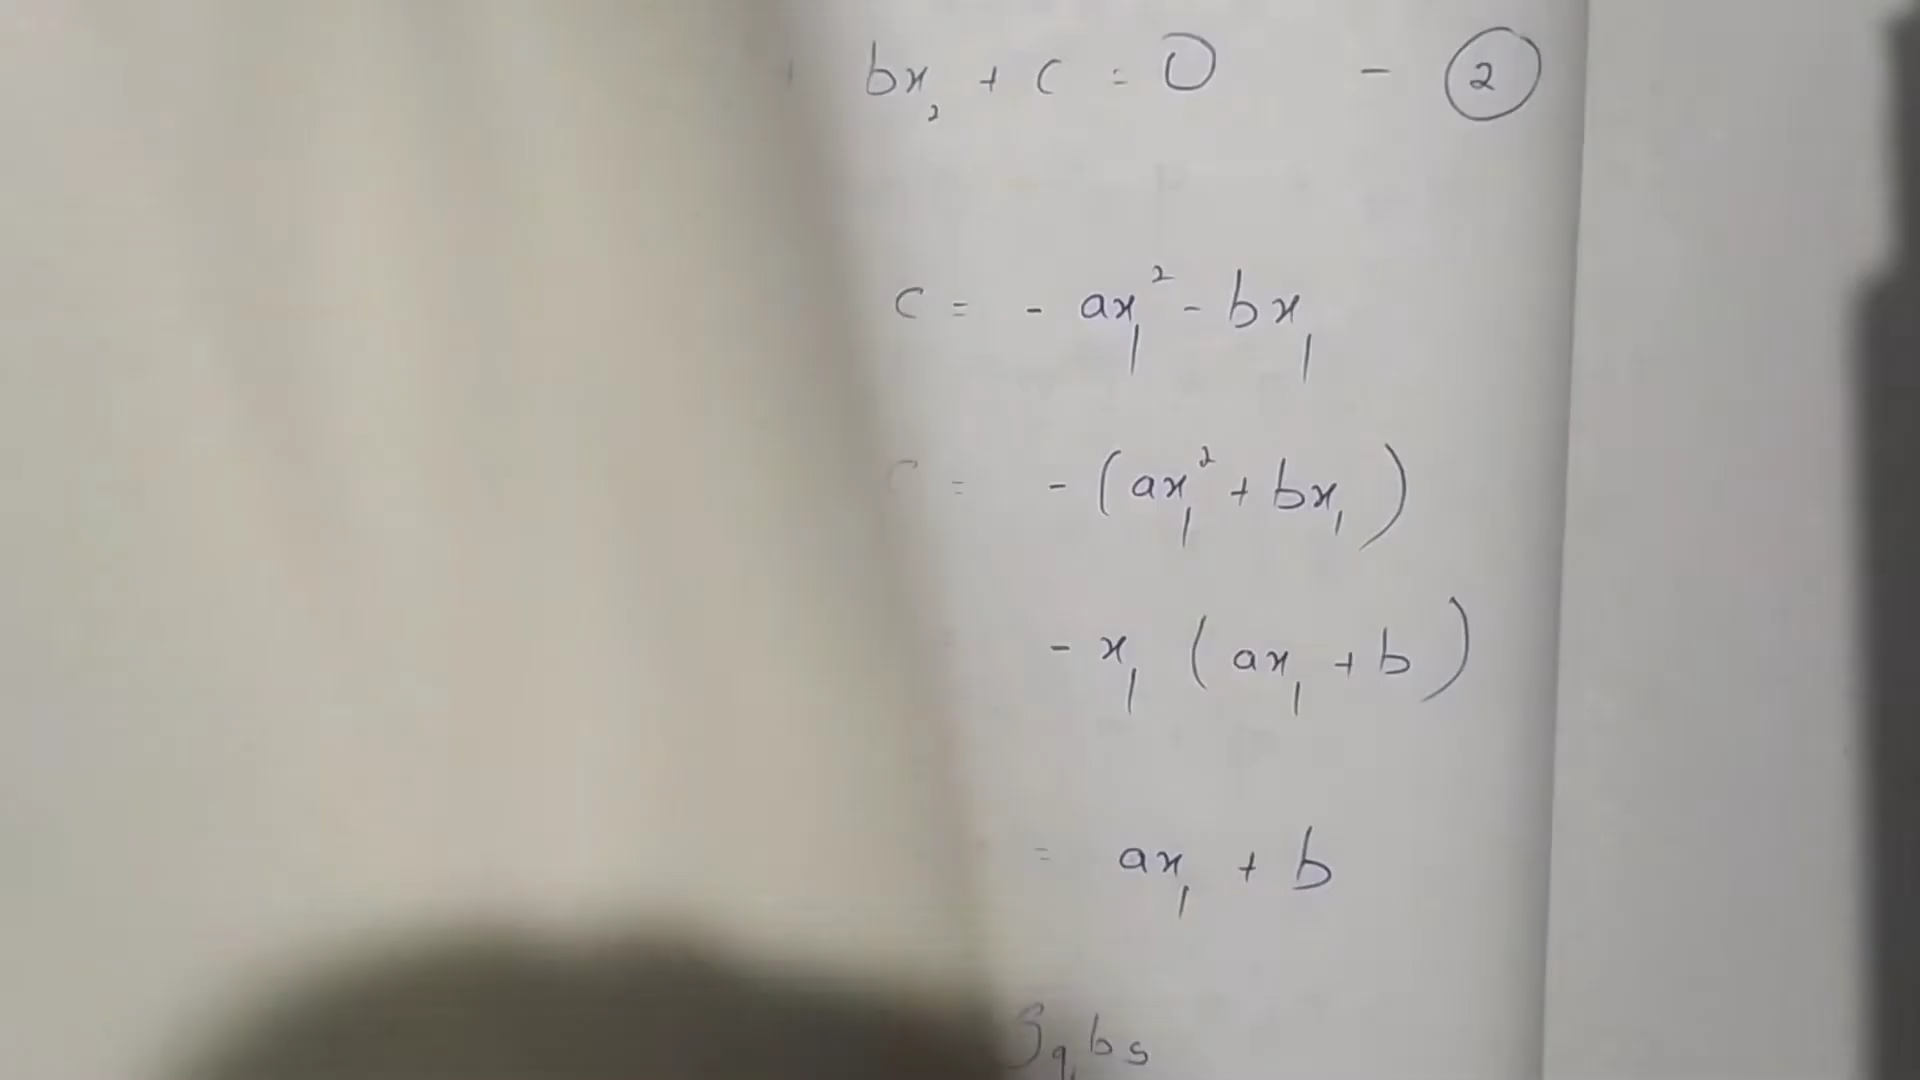 bx₂ + c = 0 - ②
c = - ax₁² - bx₁
c = - (ax₁² + bx₁)
- x₁ (ax₁ + b)
= ax₁ + b